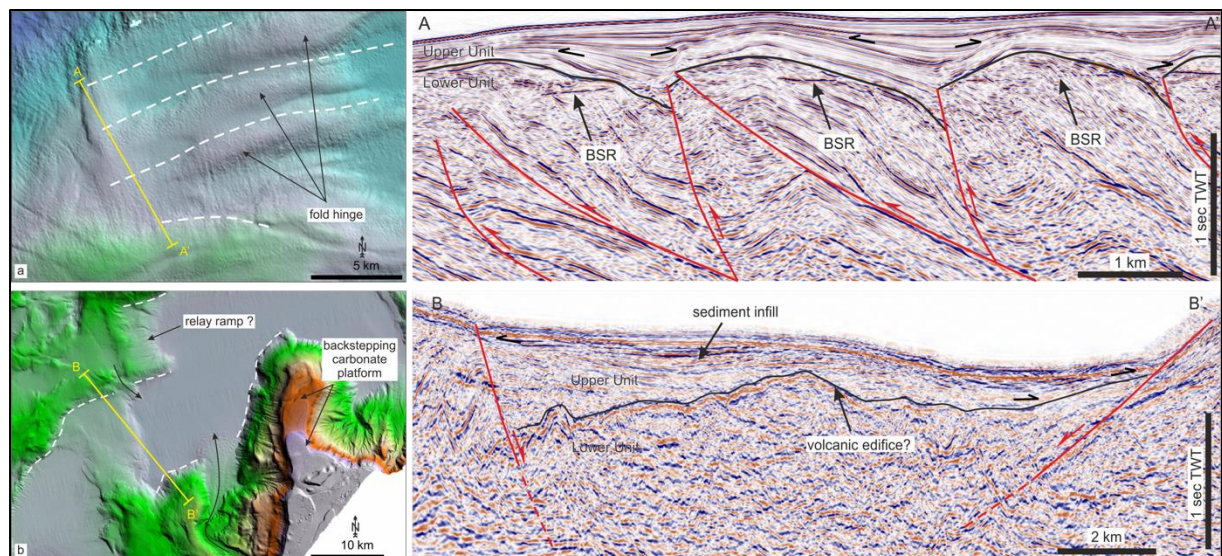 A
A'
fold hinge
N
5 km
a
A
A'
Upper Unit
Lower Unit
BSR
BSR
BSR
1 km
1 sec TWT
relay ramp ?
backstepping
carbonate
platform
B
B'
N
10 km
b
B
B'
sediment infill
Upper Unit
volcanic edifice?
Lower Unit
2 km
1 sec TWT